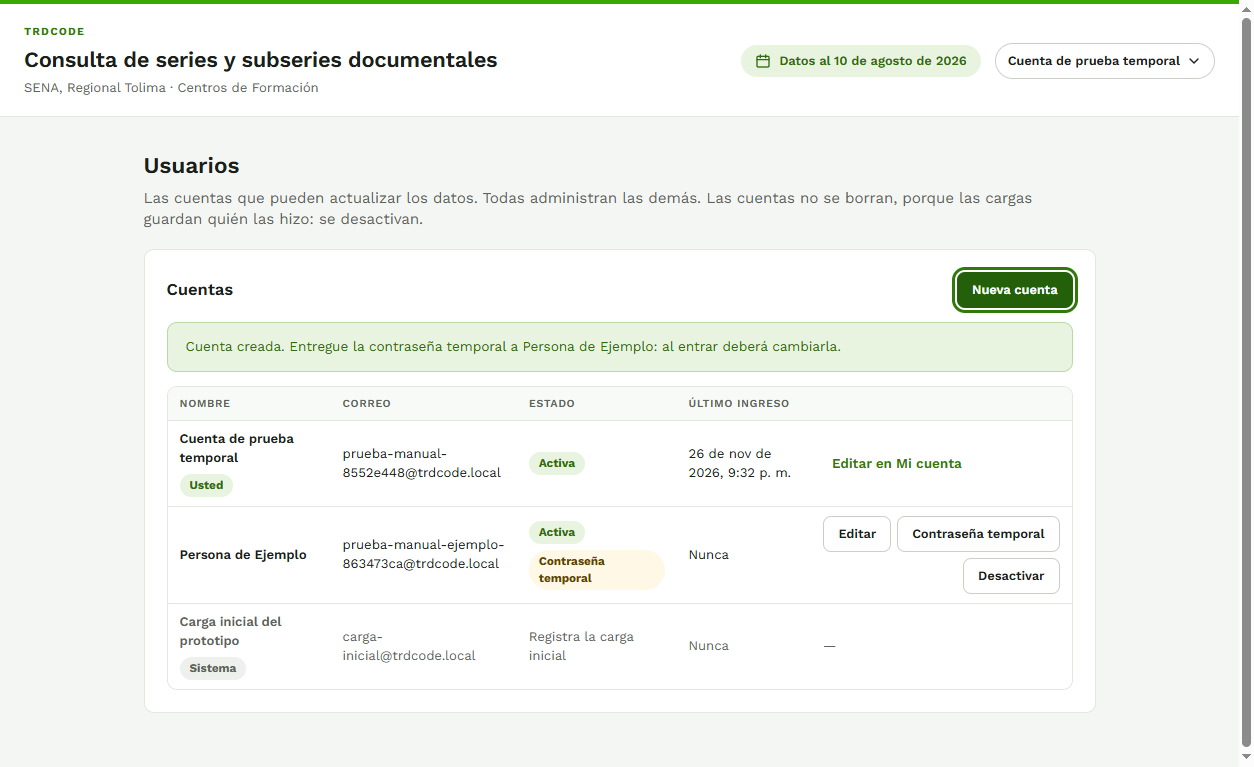 TRDCODE
Consulta de series y subseries documentales
SENA, Regional Tolima · Centros de Formación
Datos al 10 de agosto de 2026
Cuenta de prueba temporal
Usuarios
Las cuentas que pueden actualizar los datos. Todas administran las demás. Las cuentas no se borran, porque las cargas
guardan quién las hizo: se desactivan.
Cuentas
Nueva cuenta
Cuenta creada. Entregue la contraseña temporal a Persona de Ejemplo: al entrar deberá cambiarla.
NOMBRE CORREO ESTADO ÚLTIMO INGRESO
Cuenta de prueba
temporal
Usted
prueba-manual-
8552e448@trdcode.local
Activa
26 de nov de
2026, 9:32 p. m.
Editar en Mi cuenta
Persona de Ejemplo
prueba-manual-ejemplo-
863473ca@trdcode.local
Activa
Contraseña
temporal
Nunca
Editar
Contraseña temporal
Desactivar
Carga inicial del
prototipo
Sistema
carga-
inicial@trdcode.local
Registra la carga
inicial
Nunca
—